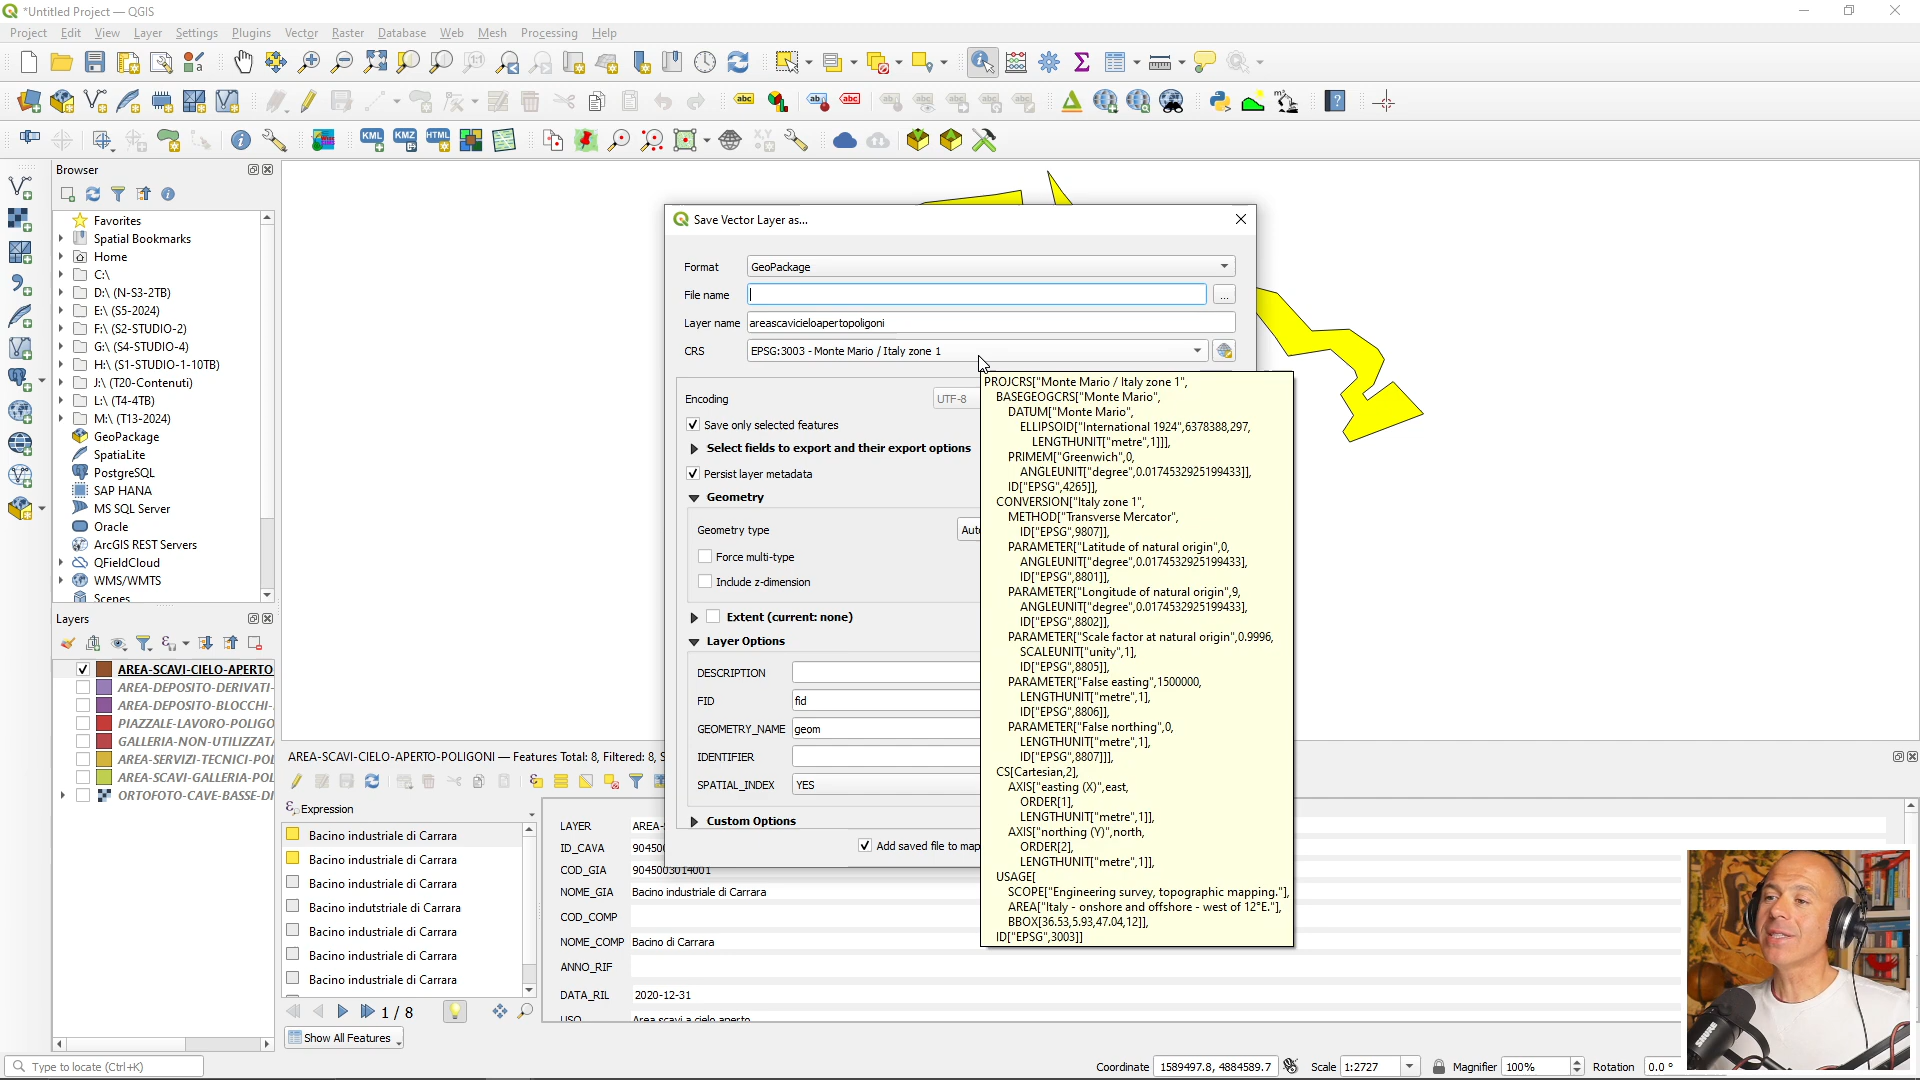 *Untitled Project — QGIS
Project Edit View Layer Settings Plugins Vector Raster Database Web Mesh Processing Help
Browser
Favorites
Spatial Bookmarks
Home
C:\
D:\ (N-S3-2TB)
E:\ (S5-2024)
F:\ (S2-STUDIO-2)
G:\ (S4-STUDIO-4)
H:\ (S1-STUDIO-1-10TB)
J:\ (T20-Contenuti)
L:\ (T4-4TB)
M:\ (T13-2024)
GeoPackage
SpatiaLite
PostgreSQL
SAP HANA
MS SQL Server
Oracle
ArcGIS REST Servers
QFieldCloud
WMS/WMTS
Scenes
Layers
AREA-SCAVI-CIELO-APERTO
AREA-DEPOSITO-DERIVATI-
AREA-DEPOSITO-BLOCCHI-
PIAZZALE-LAVORO-POLIGO
GALLERIA-NON-UTILIZZAT
AREA-SERVIZI-TECNICI-POL
AREA-SCAVI-GALLERIA-POL
ORTOFOTO-CAVE-BASSE-DI
Save Vector Layer as...
Format GeoPackage
File name ...
Layer name areascavicieloapertopoligoni
CRS EPSG:3003 - Monte Mario / Italy zone 1
Encoding UTF-8
Save only selected features
Select fields to export and their export options
Persist layer metadata
Geometry
Geometry type Aut
Force multi-type
Include z-dimension
Extent (current: none)
Layer Options
DESCRIPTION
FID fid
GEOMETRY_NAME geom
IDENTIFIER
SPATIAL_INDEX YES
Custom Options
Add saved file to map
PROJCRS["Monte Mario / Italy zone 1",
BASEGEOGCRS["Monte Mario",
DATUM["Monte Mario",
ELLIPSOID["International 1924",6378388,297,
LENGTHUNIT["metre",1]]],
PRIMEM["Greenwich",0,
ANGLEUNIT["degree",0.0174532925199433]],
ID["EPSG",4265]],
CONVERSION["Italy zone 1",
METHOD["Transverse Mercator",
ID["EPSG",9807]],
PARAMETER["Latitude of natural origin",0,
ANGLEUNIT["degree",0.0174532925199433],
ID["EPSG",8801]],
PARAMETER["Longitude of natural origin",9,
ANGLEUNIT["degree",0.0174532925199433],
ID["EPSG",8802]],
PARAMETER["Scale factor at natural origin",0.9996,
SCALEUNIT["unity",1],
ID["EPSG",8805]],
PARAMETER["False easting",1500000,
LENGTHUNIT["metre",1],
ID["EPSG",8806]],
PARAMETER["False northing",0,
LENGTHUNIT["metre",1],
ID["EPSG",8807]]],
CS[Cartesian,2],
AXIS["easting (X)",east,
ORDER[1],
LENGTHUNIT["metre",1]],
AXIS["northing (Y)",north,
ORDER[2],
LENGTHUNIT["metre",1]],
USAGE[
SCOPE["Engineering survey, topographic mapping."],
AREA["Italy - onshore and offshore - west of 12°E."],
BBOX[36.53,5.93,47.04,12]],
ID["EPSG",3003]]
AREA-SCAVI-CIELO-APERTO-POLIGONI — Features Total: 8, Filtered: 8, S
Expression
Bacino industriale di Carrara
Bacino industriale di Carrara
Bacino industriale di Carrara
Bacino indutstriale di Carrara
Bacino industriale di Carrara
Bacino industriale di Carrara
Bacino industriale di Carrara
1 / 8
Show All Features
LAYER AREA-
ID_CAVA 90450
COD_GIA 9045003014001
NOME_GIA Bacino industriale di Carrara
COD_COMP
NOME_COMP Bacino di Carrara
ANNO_RIF
DATA_RIL 2020-12-31
USO Area scavi a cielo aperto
Type to locate (Ctrl+K)
Coordinate 1589497.8, 4884589.7 Scale 1:2727 Magnifier 100% Rotation 0.0 °